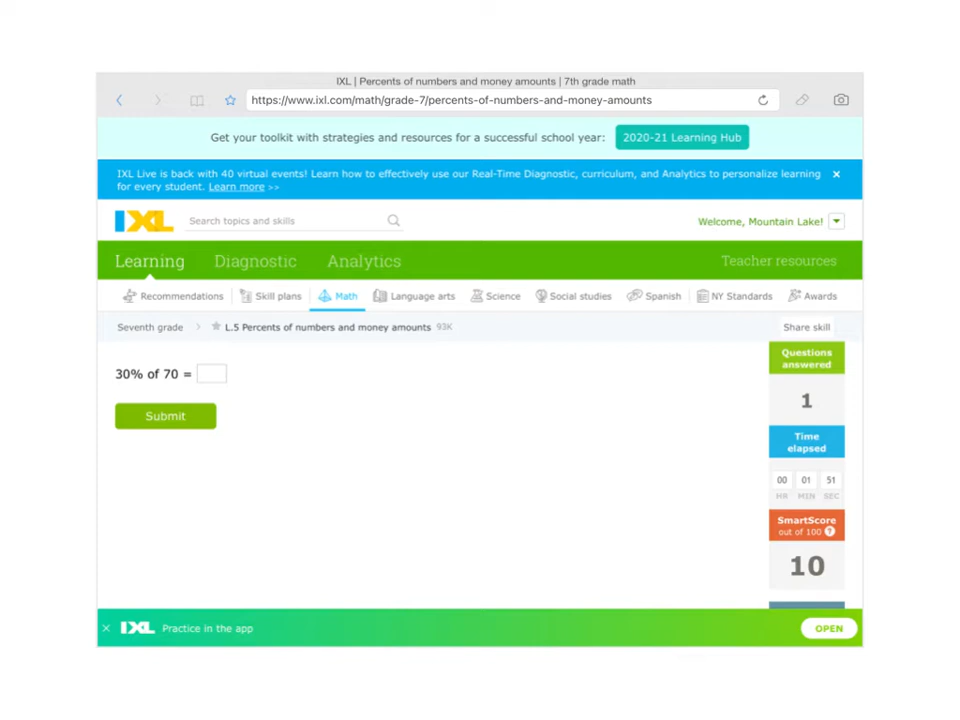 IXL | Percents of numbers and money amounts | 7th grade math
https://www.ixl.com/math/grade-7/percents-of-numbers-and-money-amounts
Get your toolkit with strategies and resources for a successful school year: 2020-21 Learning Hub
IXL Live is back with 40 virtual events! Learn how to effectively use our Real-Time Diagnostic, curriculum, and Analytics to personalize learning
for every student. Learn more >>
IXL Search topics and skills Welcome, Mountain Lake!
Learning Diagnostic Analytics Teacher resources
Recommendations Skill plans Math Language arts Science Social studies Spanish NY Standards Awards
Seventh grade > L.5 Percents of numbers and money amounts 93K Share skill
Questions
answered
30% of 70 =
1
Submit
Time
elapsed
00 01 51
HR MIN SEC
SmartScore
out of 100 ?
10
IXL Practice in the app OPEN